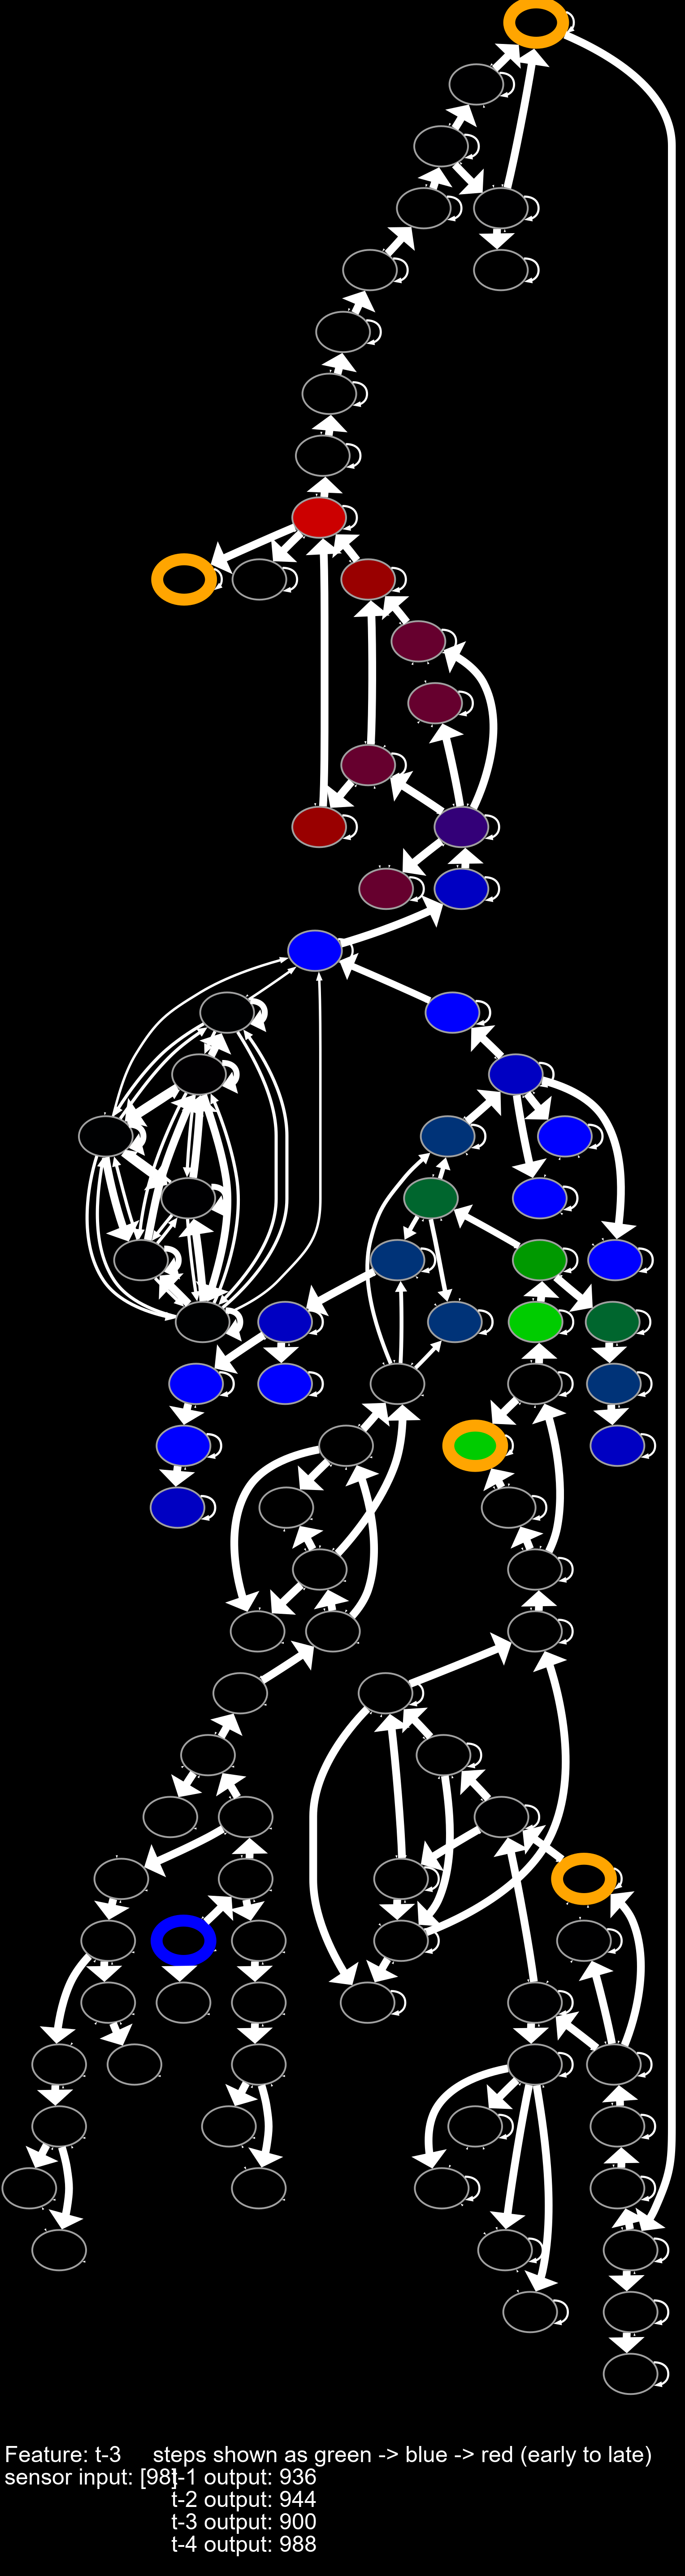 Feature: t-3 steps shown as green -> blue -> red (early to late)
sensor input: [98] t-1 output: 936
t-2 output: 944
t-3 output: 900
t-4 output: 988